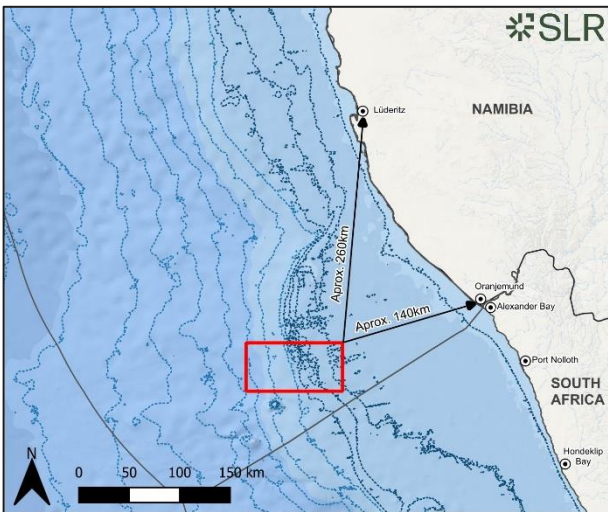 SLR
Lüderitz
NAMIBIA
Aprox. 260km
Oranjemund
Alexander Bay
Aprox. 140km
Port Nolloth
SOUTH
AFRICA
N
0 50 100 150 km
Hondeklip
Bay